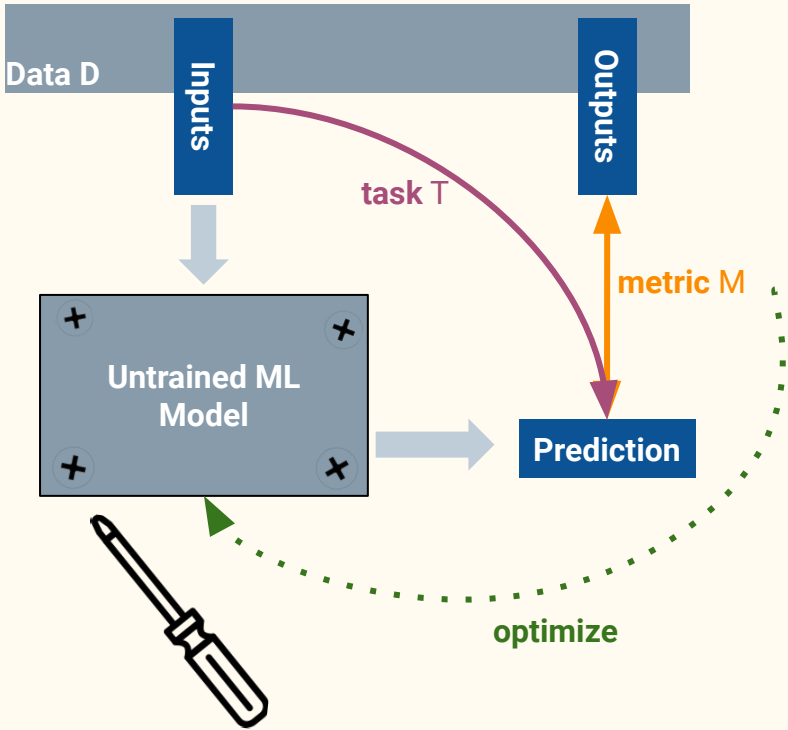 Data D
Inputs
Outputs
task T
metric M
Untrained ML
Model
Prediction
optimize